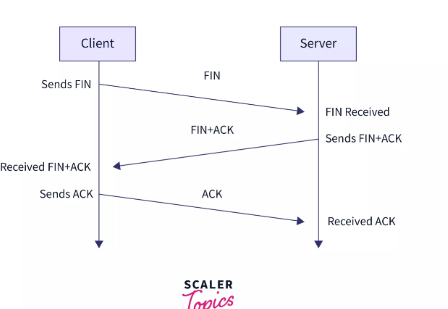 Client
Server
Sends FIN
FIN
FIN Received
FIN+ACK
Sends FIN+ACK
Received FIN+ACK
Sends ACK
ACK
Received ACK
SCALER
Topics